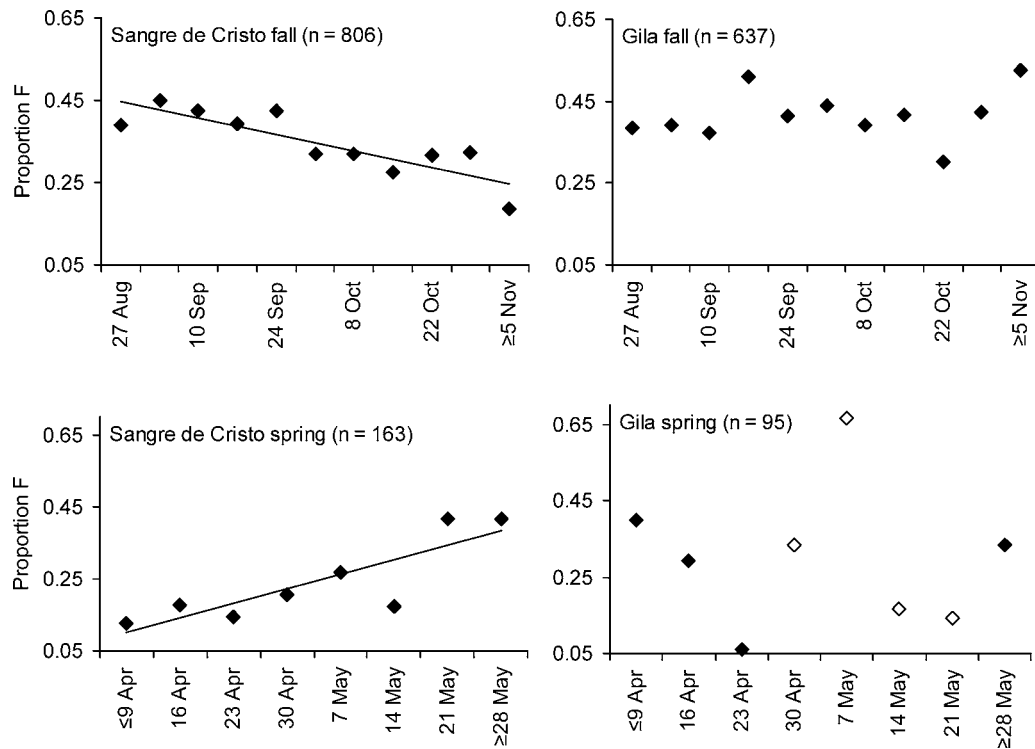 Sangre de Cristo fall (n = 806)
Proportion F
0.65
0.45
0.25
0.05
27 Aug
10 Sep
24 Sep
8 Oct
22 Oct
≥5 Nov
Gila fall (n = 637)
0.65
0.45
0.25
0.05
27 Aug
10 Sep
24 Sep
8 Oct
22 Oct
≥5 Nov
Sangre de Cristo spring (n = 163)
Proportion F
0.65
0.45
0.25
0.05
≤9 Apr
16 Apr
23 Apr
30 Apr
7 May
14 May
21 May
≥28 May
Gila spring (n = 95)
0.65
0.45
0.25
0.05
≤9 Apr
16 Apr
23 Apr
30 Apr
7 May
14 May
21 May
≥28 May